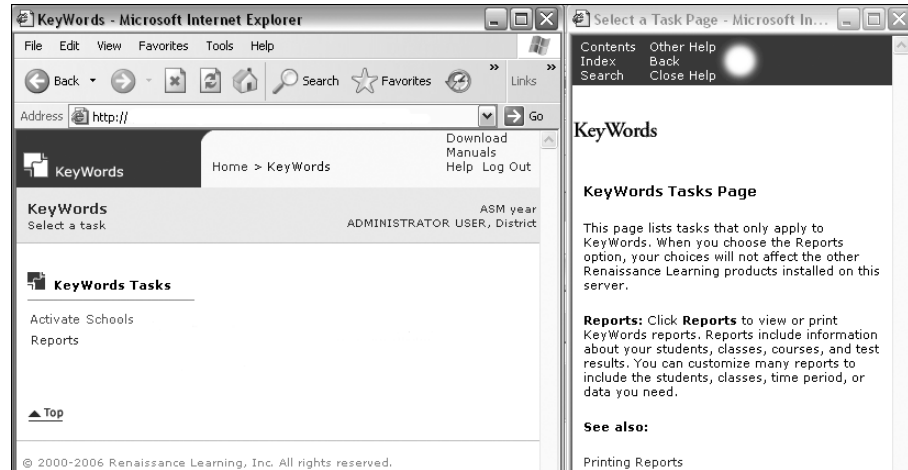 KeyWords - Microsoft Internet Explorer
File Edit View Favorites Tools Help
Back Search Favorites » Links »
Address http:// Go
KeyWords
Home > KeyWords
Download
Manuals
Help Log Out
KeyWords
Select a task
ASM year
ADMINISTRATOR USER, District
KeyWords Tasks
Activate Schools
Reports
Top
© 2000-2006 Renaissance Learning, Inc. All rights reserved.
Select a Task Page - Microsoft In...
Contents Other Help
Index Back
Search Close Help
KeyWords
KeyWords Tasks Page
This page lists tasks that only apply to
KeyWords. When you choose the Reports
option, your choices will not affect the other
Renaissance Learning products installed on this
server.
Reports: Click Reports to view or print
KeyWords reports. Reports include information
about your students, classes, courses, and test
results. You can customize many reports to
include the students, classes, time period, or
data you need.
See also:
Printing Reports